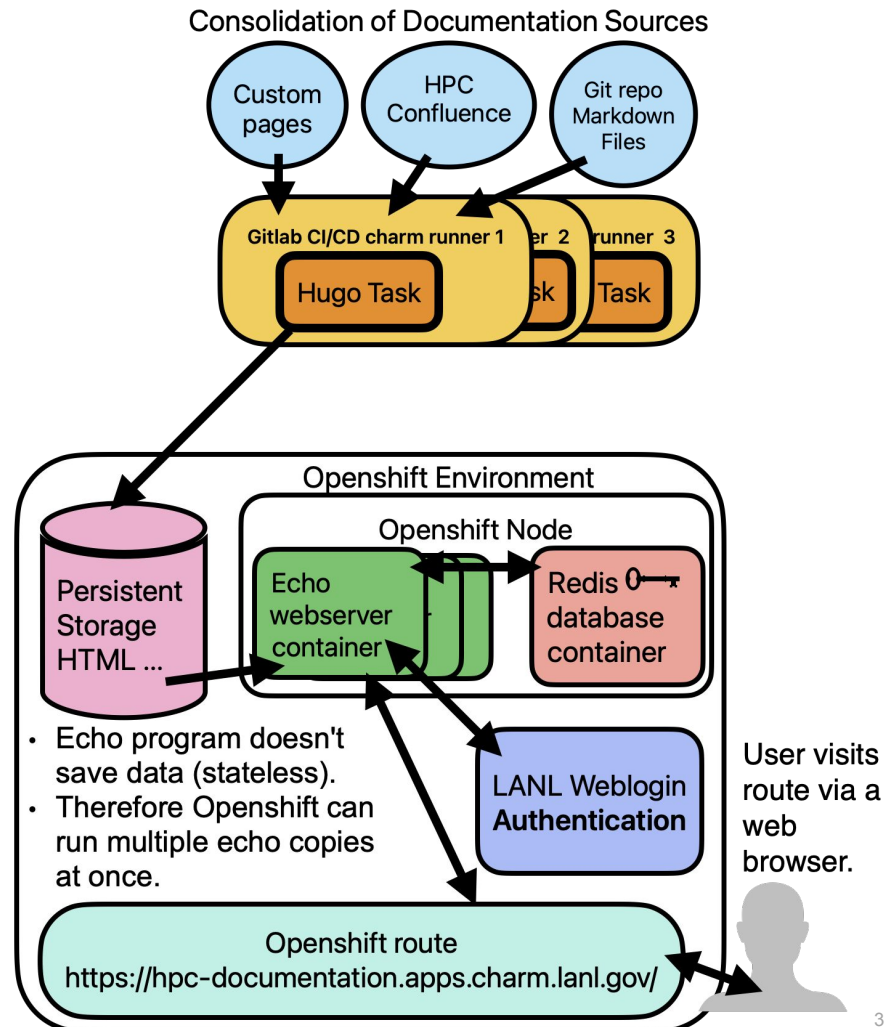 Consolidation of Documentation Sources
Custom
pages
HPC
Confluence
Git repo
Markdown
Files
Gitlab CI/CD charm runner 1
er 2
runner 3
Hugo Task
sk
Task
Openshift Environment
Openshift Node
Persistent
Storage
HTML ...
Echo
webserver
container
Redis
database
container
• Echo program doesn't
save data (stateless).
• Therefore Openshift can
run multiple echo copies
at once.
LANL Weblogin
Authentication
User visits
route via a
web
browser.
Openshift route
https://hpc-documentation.apps.charm.lanl.gov/
3